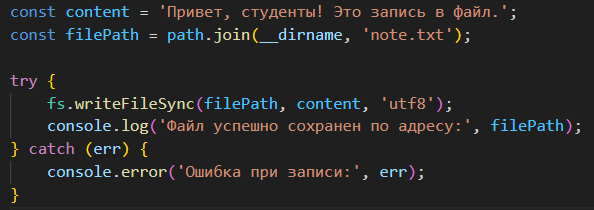 const content = 'Привет, студенты! Это запись в файл.';
const filePath = path.join(__dirname, 'note.txt');
try {
fs.writeFileSync(filePath, content, 'utf8');
console.log('Файл успешно сохранен по адресу:', filePath);
} catch (err) {
console.error('Ошибка при записи:', err);
}